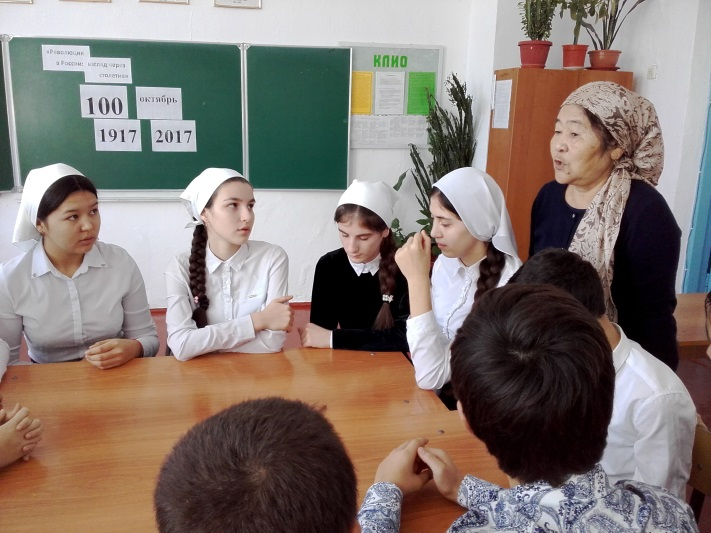 «Революция
в России: взгляд через
столетия»
100
октябрь
1917
2017
КЛИО